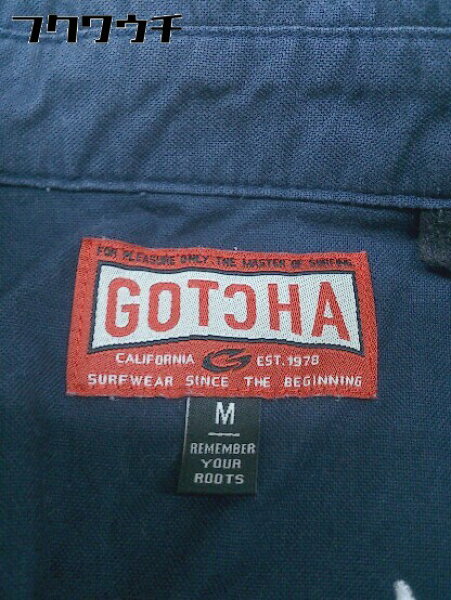 フクワウチ
FOR PLEASURE ONLY THE MASTER OF SURFING
GOTCHA
CALIFORNIA G EST. 1978
SURFWEAR SINCE THE BEGINNING
M
REMEMBER
YOUR
ROOTS